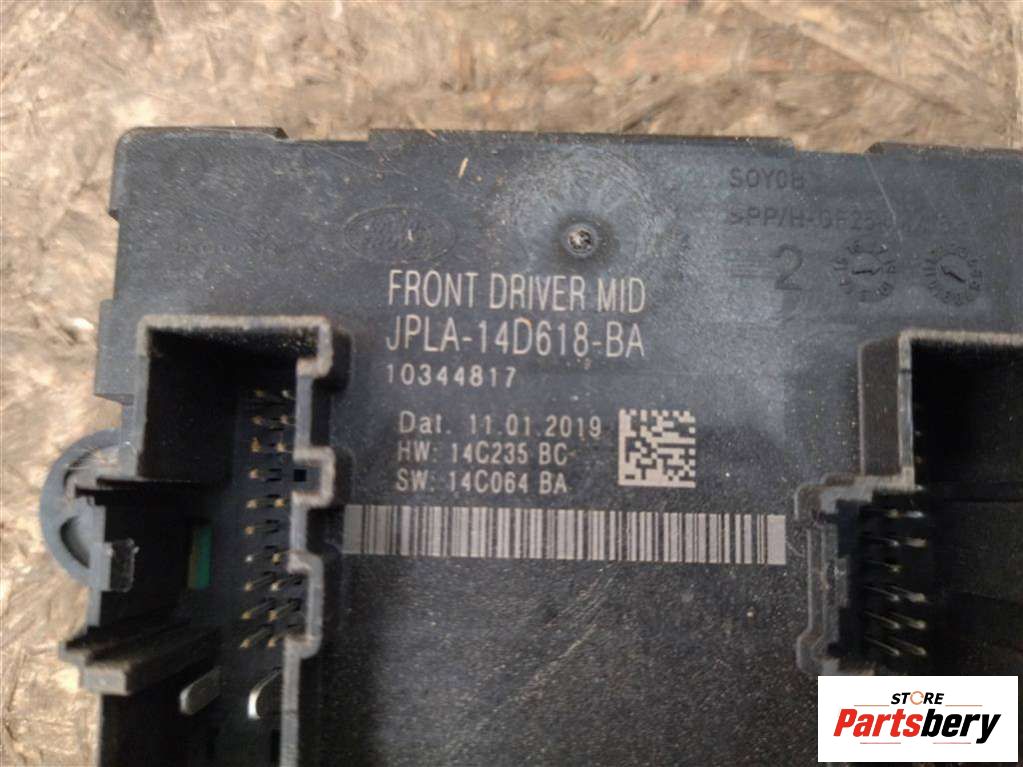 SOYOB
2
FRONT DRIVER MID
JPLA-14D618-BA
10344817
Dat. 11.01.2019
HW: 14C235 BC
SW: 14C064 BA
STORE
Partsbery